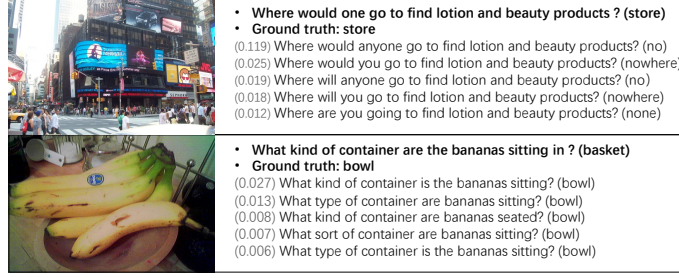 • Where would one go to find lotion and beauty products ? (store)
• Ground truth: store
(0.119) Where would anyone go to find lotion and beauty products? (no)
(0.025) Where would you go to find lotion and beauty products? (nowhere)
(0.019) Where will anyone go to find lotion and beauty products? (no)
(0.018) Where will you go to find lotion and beauty products? (nowhere)
(0.012) Where are you going to find lotion and beauty products? (none)
• What kind of container are the bananas sitting in ? (basket)
• Ground truth: bowl
(0.027) What kind of container is the bananas sitting? (bowl)
(0.013) What type of container are bananas sitting? (bowl)
(0.008) What kind of container are bananas seated? (bowl)
(0.007) What sort of container are bananas sitting? (bowl)
(0.006) What type of container is the bananas sitting? (bowl)